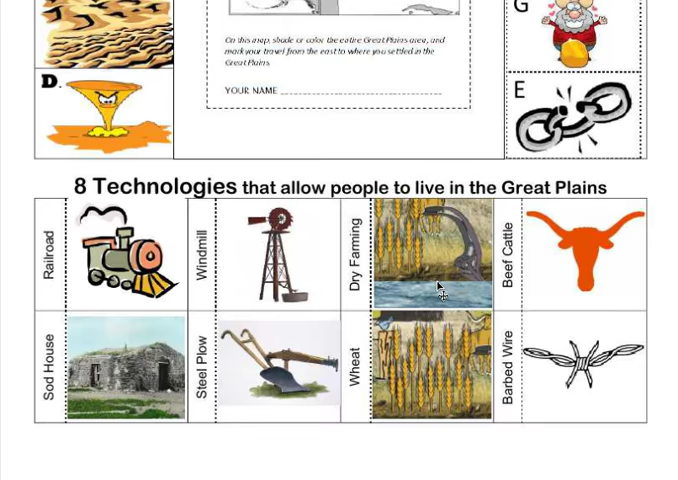 G
On this map, shade or color the entire Great Plains area, and
mark your travel from the east to where you settled in the
Great Plains
YOUR NAME
D.
E
8 Technologies that allow people to live in the Great Plains
Railroad
Windmill
Dry Farming
Beef Cattle
Sod House
Steel Plow
Wheat
Barbed Wire